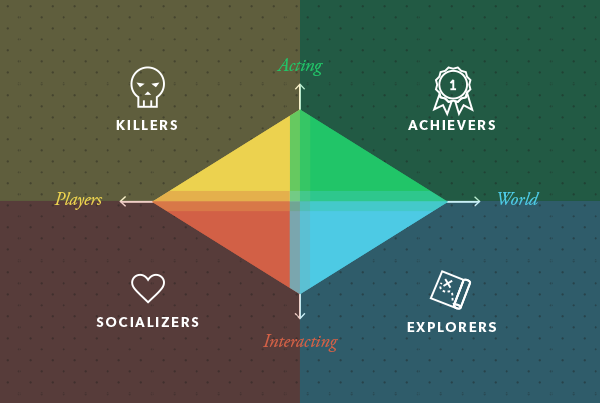 Acting
1
KILLERS
ACHIEVERS
Players
World
SOCIALIZERS
EXPLORERS
Interacting